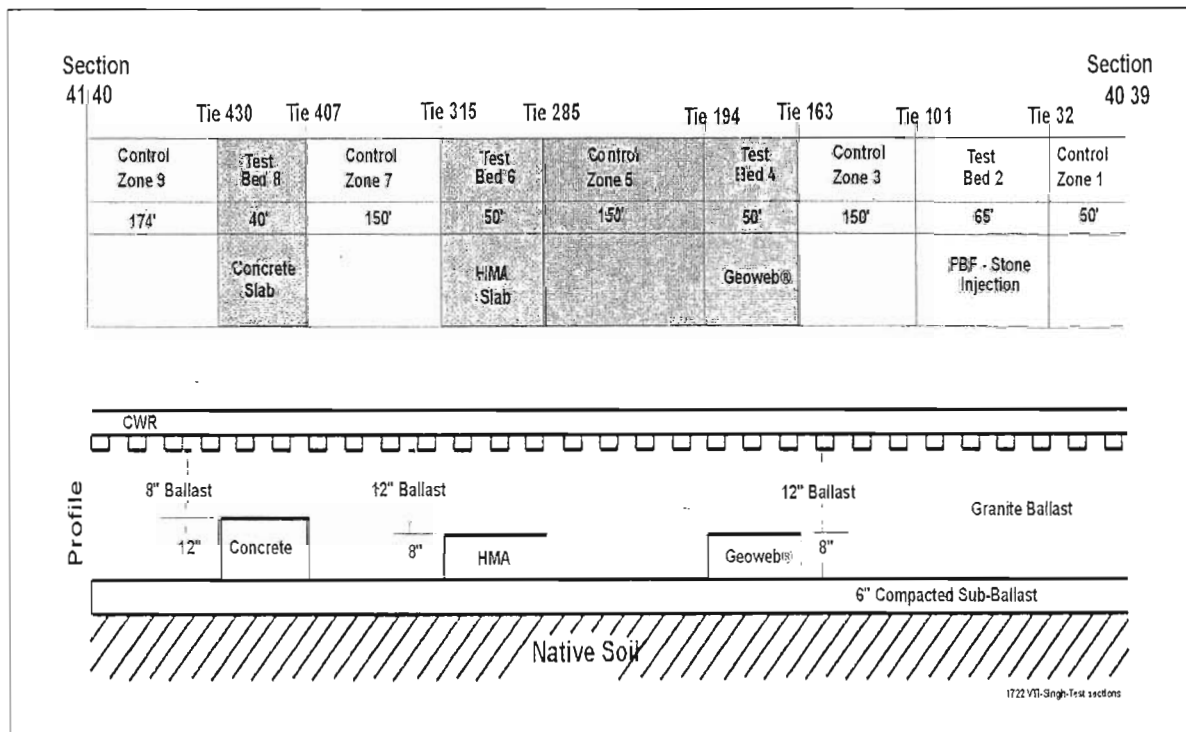 Section
41 40
Section
40 39
Tie 430 Tie 407 Tie 315 Tie 285 Tie 194 Tie 163 Tie 101 Tie 32
Control
Zone 9
Test
Bed 8
Control
Zone 7
Test
Bed 6
Control
Zone 5
Test
Bed 4
Control
Zone 3
Test
Bed 2
Control
Zone 1
174' 40' 150' 50' 150' 50' 150' 65' 50'
Concrete
Slab
HMA
Slab
Geoweb®
PBF - Stone
Injection
CWR
Profile
8" Ballast
12" Ballast
12" Ballast
Granite Ballast
12"
Concrete
8"
HMA
Geoweb®
8"
6" Compacted Sub-Ballast
Native Soil
1722 VTI-Singh-Test sections